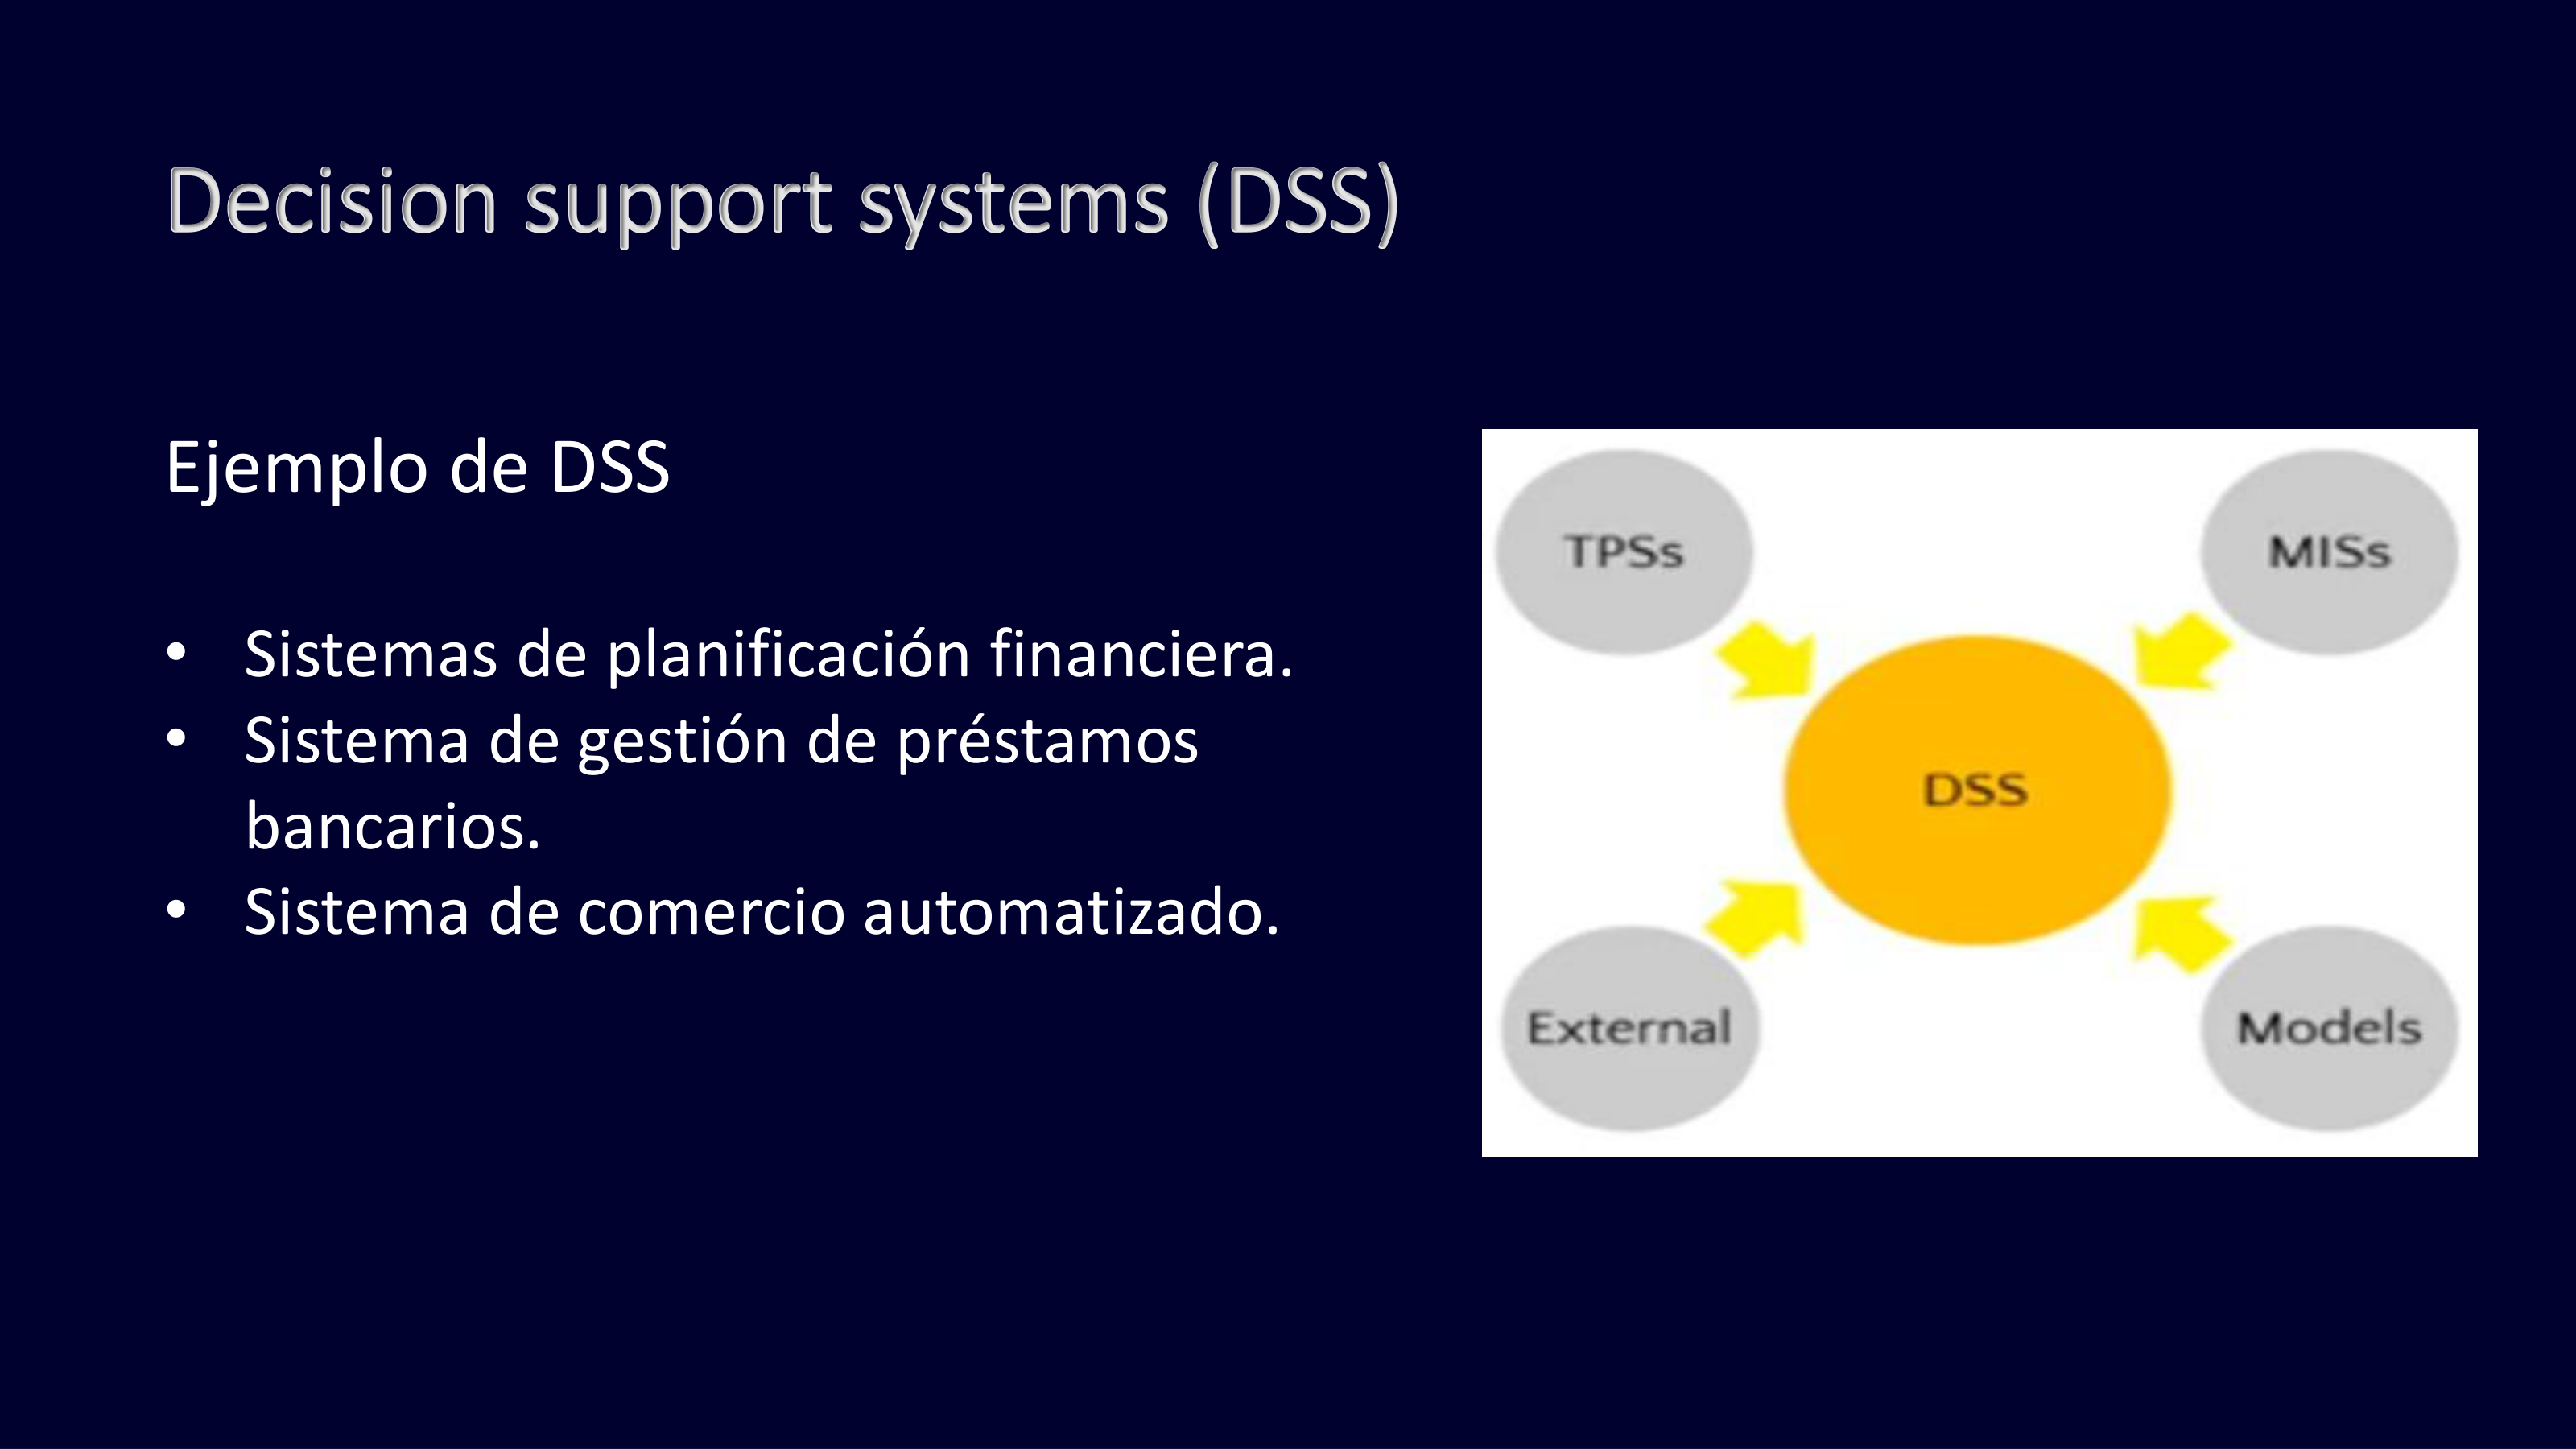 Decision support systems (DSS)
Ejemplo de DSS
• Sistemas de planificación financiera.
• Sistema de gestión de préstamos
bancarios.
• Sistema de comercio automatizado.
TPSs
MISs
DSS
External
Models